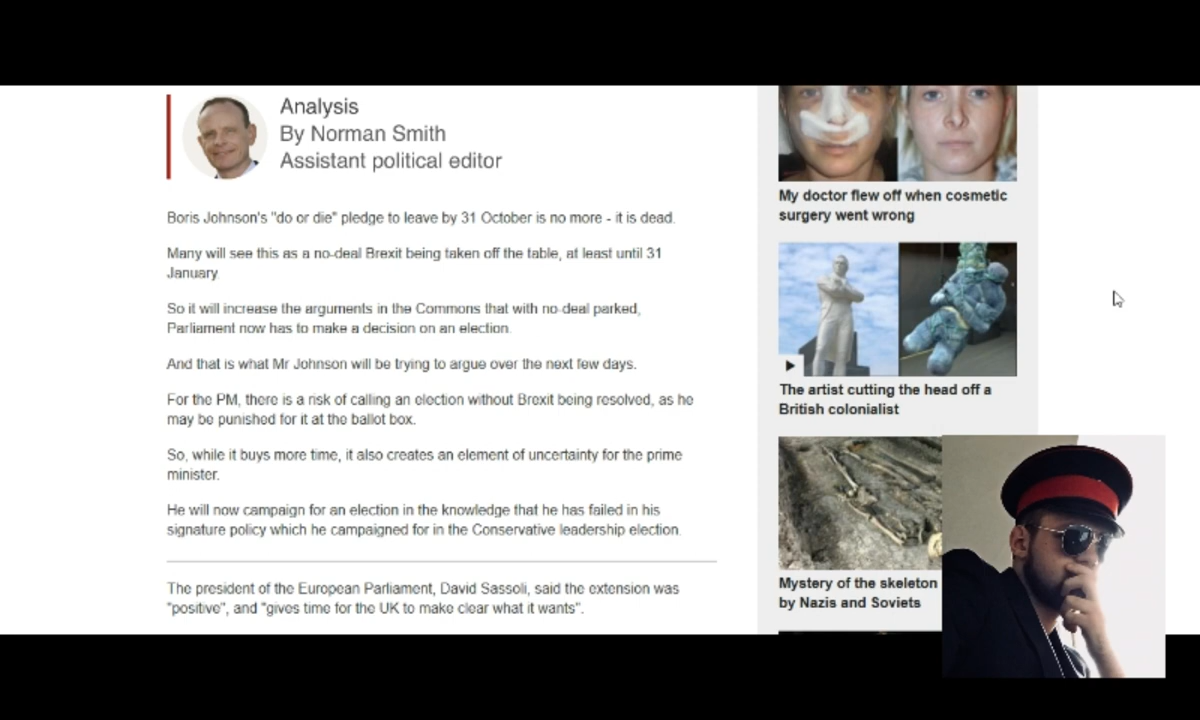 Analysis
By Norman Smith
Assistant political editor
Boris Johnson's "do or die" pledge to leave by 31 October is no more - it is dead.
Many will see this as a no-deal Brexit being taken off the table, at least until 31
January.
So it will increase the arguments in the Commons that with no-deal parked,
Parliament now has to make a decision on an election.
And that is what Mr Johnson will be trying to argue over the next few days.
For the PM, there is a risk of calling an election without Brexit being resolved, as he
may be punished for it at the ballot box.
So, while it buys more time, it also creates an element of uncertainty for the prime
minister.
He will now campaign for an election in the knowledge that he has failed in his
signature policy which he campaigned for in the Conservative leadership election.
The president of the European Parliament, David Sassoli, said the extension was
"positive", and "gives time for the UK to make clear what it wants".
My doctor flew off when cosmetic
surgery went wrong
The artist cutting the head off a
British colonialist
Mystery of the skeleton
by Nazis and Soviets